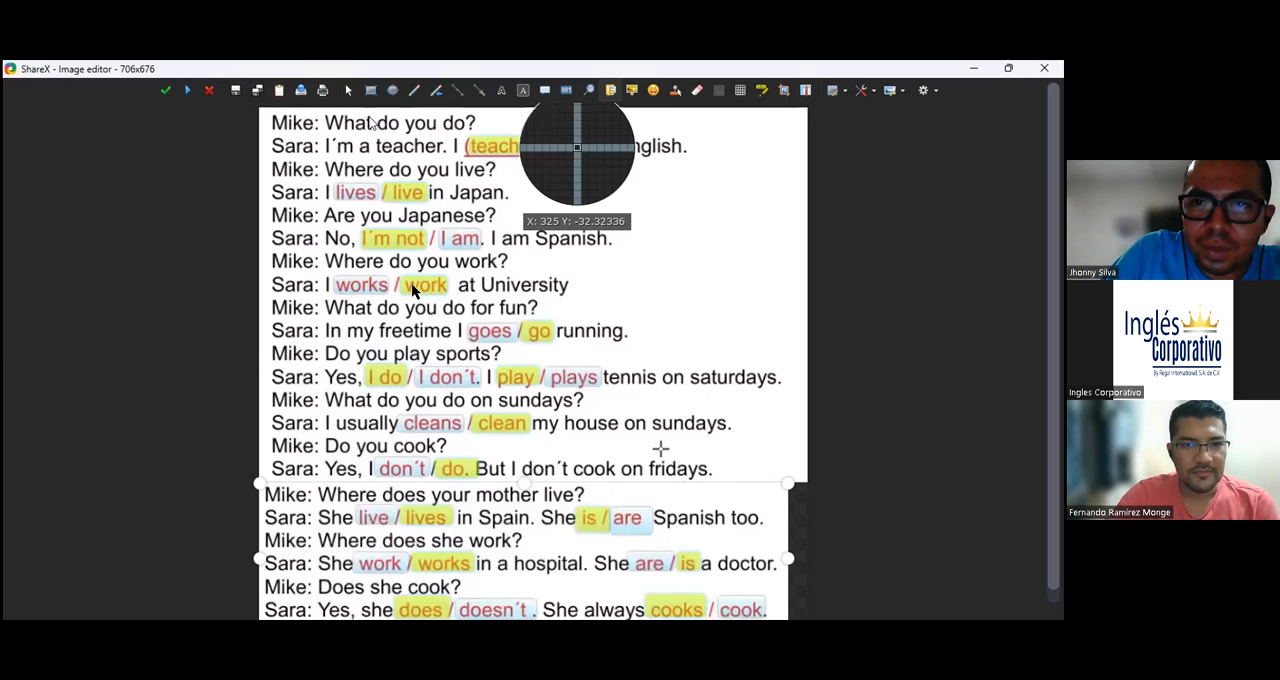 ShareX - Image editor - 706x676
Mike: What do you do?
Sara: I´m a teacher. I (teach nglish.
Mike: Where do you live?
Sara: I lives / live in Japan.
Mike: Are you Japanese?
X: 325 Y: -32.32336
Sara: No, I´m not / I am. I am Spanish.
Mike: Where do you work?
Sara: I works / work at University
Mike: What do you do for fun?
Sara: In my freetime I goes / go running.
Mike: Do you play sports?
Sara: Yes, I do / I don´t. I play / plays tennis on saturdays.
Mike: What do you do on sundays?
Sara: I usually cleans / clean my house on sundays.
Mike: Do you cook?
Sara: Yes, I don´t / do. But I don´t cook on fridays.
Mike: Where does your mother live?
Sara: She live / lives in Spain. She is / are Spanish too.
Mike: Where does she work?
Sara: She work / works in a hospital. She are / is a doctor.
Mike: Does she cook?
Sara: Yes, she does / doesn´t . She always cooks / cook.
Jhonny Silva
Inglés
Corporativo
By Regal International, S.A. de C.V.
Ingles Corporativo
Fernando Ramírez Monge